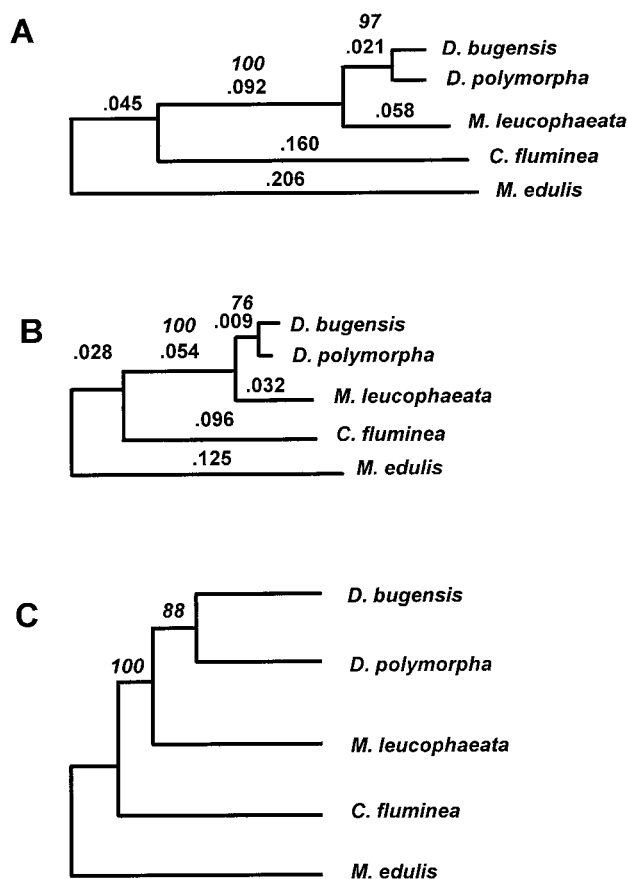 A
97
.021
D. bugensis
100
.092
D. polymorpha
.045
.058
M. leucophaeata
.160
C. fluminea
.206
M. edulis
B
76
.009
D. bugensis
100
.028
.054
D. polymorpha
.032
M. leucophaeata
.096
C. fluminea
.125
M. edulis
C
88
D. bugensis
100
D. polymorpha
M. leucophaeata
C. fluminea
M. edulis